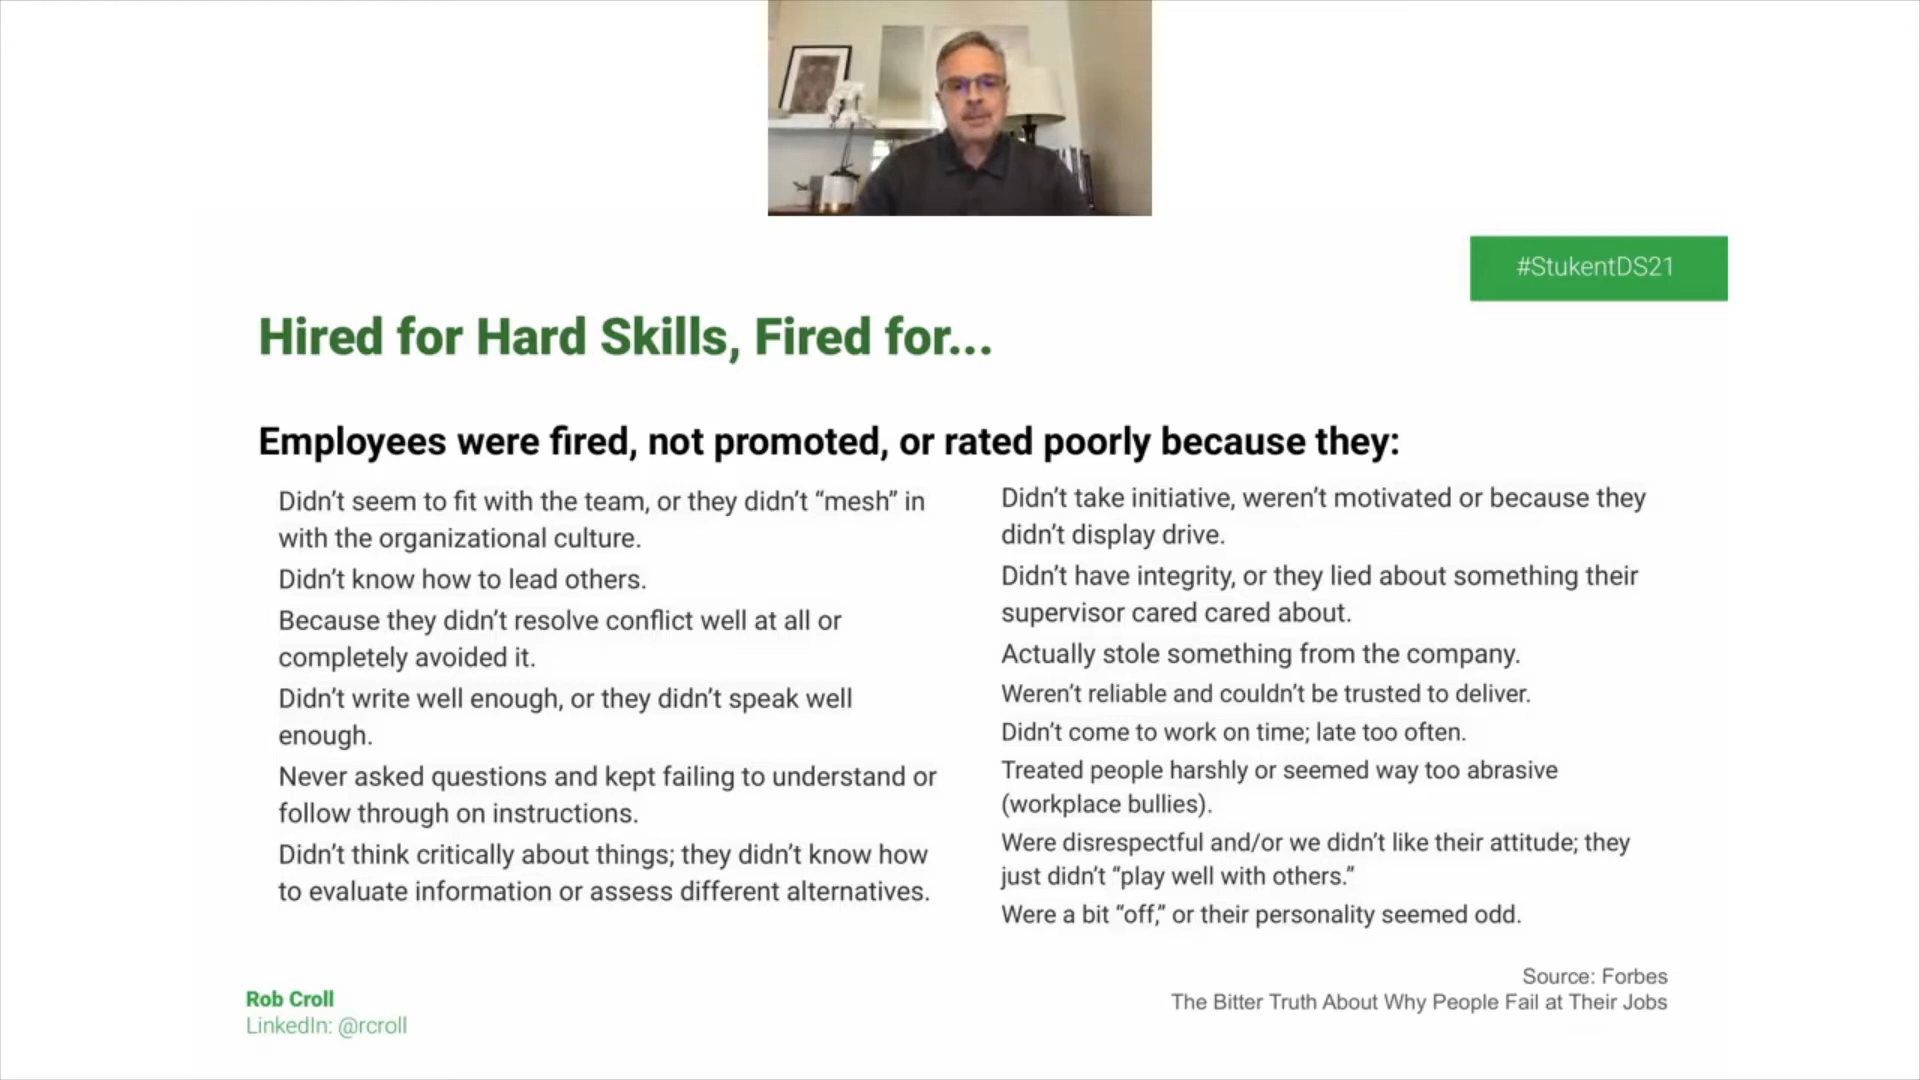 #StukentDS21
Hired for Hard Skills, Fired for...
Employees were fired, not promoted, or rated poorly because they:
Didn’t seem to fit with the team, or they didn’t “mesh” in
with the organizational culture.
Didn’t know how to lead others.
Because they didn’t resolve conflict well at all or
completely avoided it.
Didn’t write well enough, or they didn’t speak well
enough.
Never asked questions and kept failing to understand or
follow through on instructions.
Didn’t think critically about things; they didn’t know how
to evaluate information or assess different alternatives.
Didn’t take initiative, weren’t motivated or because they
didn’t display drive.
Didn’t have integrity, or they lied about something their
supervisor cared cared about.
Actually stole something from the company.
Weren’t reliable and couldn’t be trusted to deliver.
Didn’t come to work on time; late too often.
Treated people harshly or seemed way too abrasive
(workplace bullies).
Were disrespectful and/or we didn’t like their attitude; they
just didn’t “play well with others.”
Were a bit “off,” or their personality seemed odd.
Source: Forbes
The Bitter Truth About Why People Fail at Their Jobs
Rob Croll
LinkedIn: @rcroll